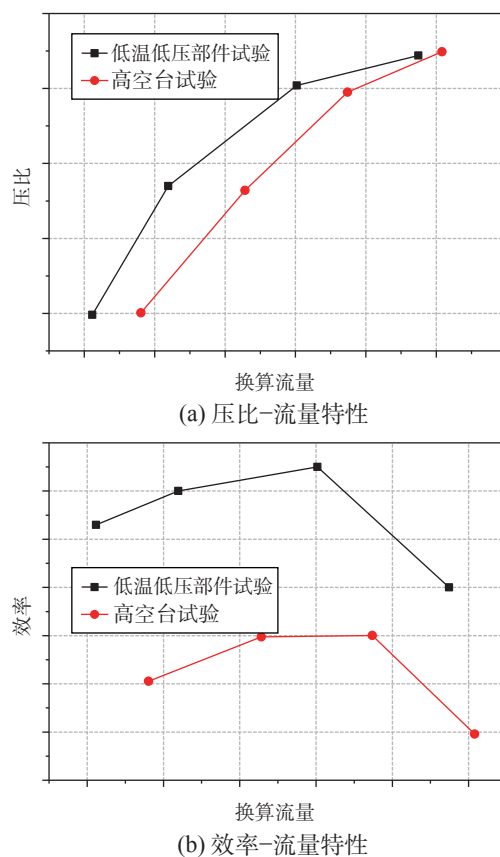 低温低压部件试验
高空台试验
压比
换算流量
(a) 压比−流量特性
低温低压部件试验
高空台试验
效率
换算流量
(b) 效率−流量特性